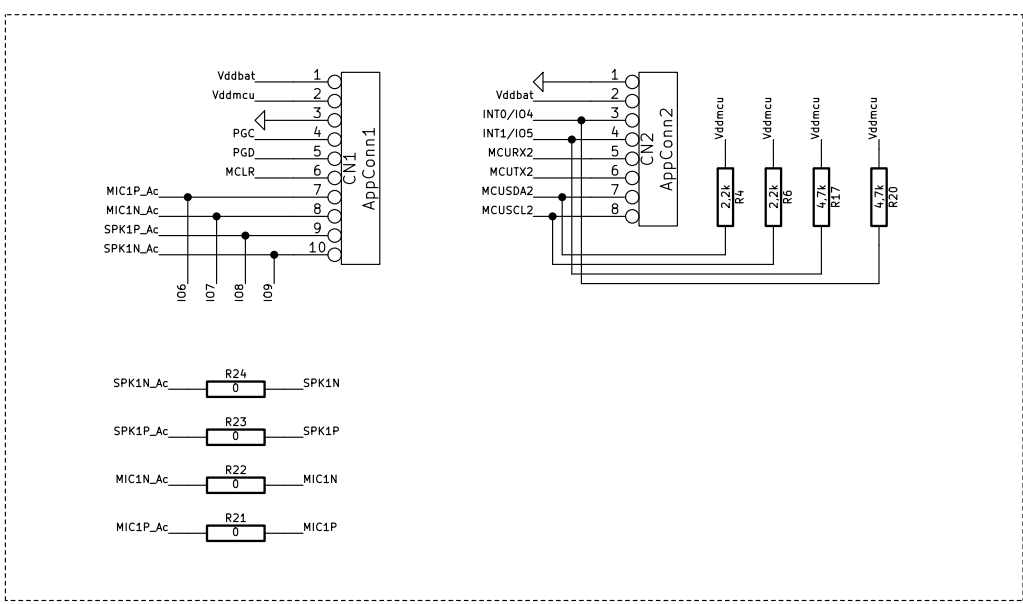 Vddbat 1
Vddmcu 2
3
PGC 4
PGD 5
MCLR 6
MIC1P_Ac 7
MIC1N_Ac 8
SPK1P_Ac 9
SPK1N_Ac 10
CN1
AppConn1
IO6
IO7
IO8
IO9
1
Vddbat 2
INT0/IO4 3
INT1/IO5 4
MCURX2 5
MCUTX2 6
MCUSDA2 7
MCUSCL2 8
CN2
AppConn2
Vddmcu
2,2k
R4
Vddmcu
2,2k
R6
Vddmcu
4,7k
R17
Vddmcu
4,7k
R20
R24
SPK1N_Ac 0 SPK1N
R23
SPK1P_Ac 0 SPK1P
R22
MIC1N_Ac 0 MIC1N
R21
MIC1P_Ac 0 MIC1P